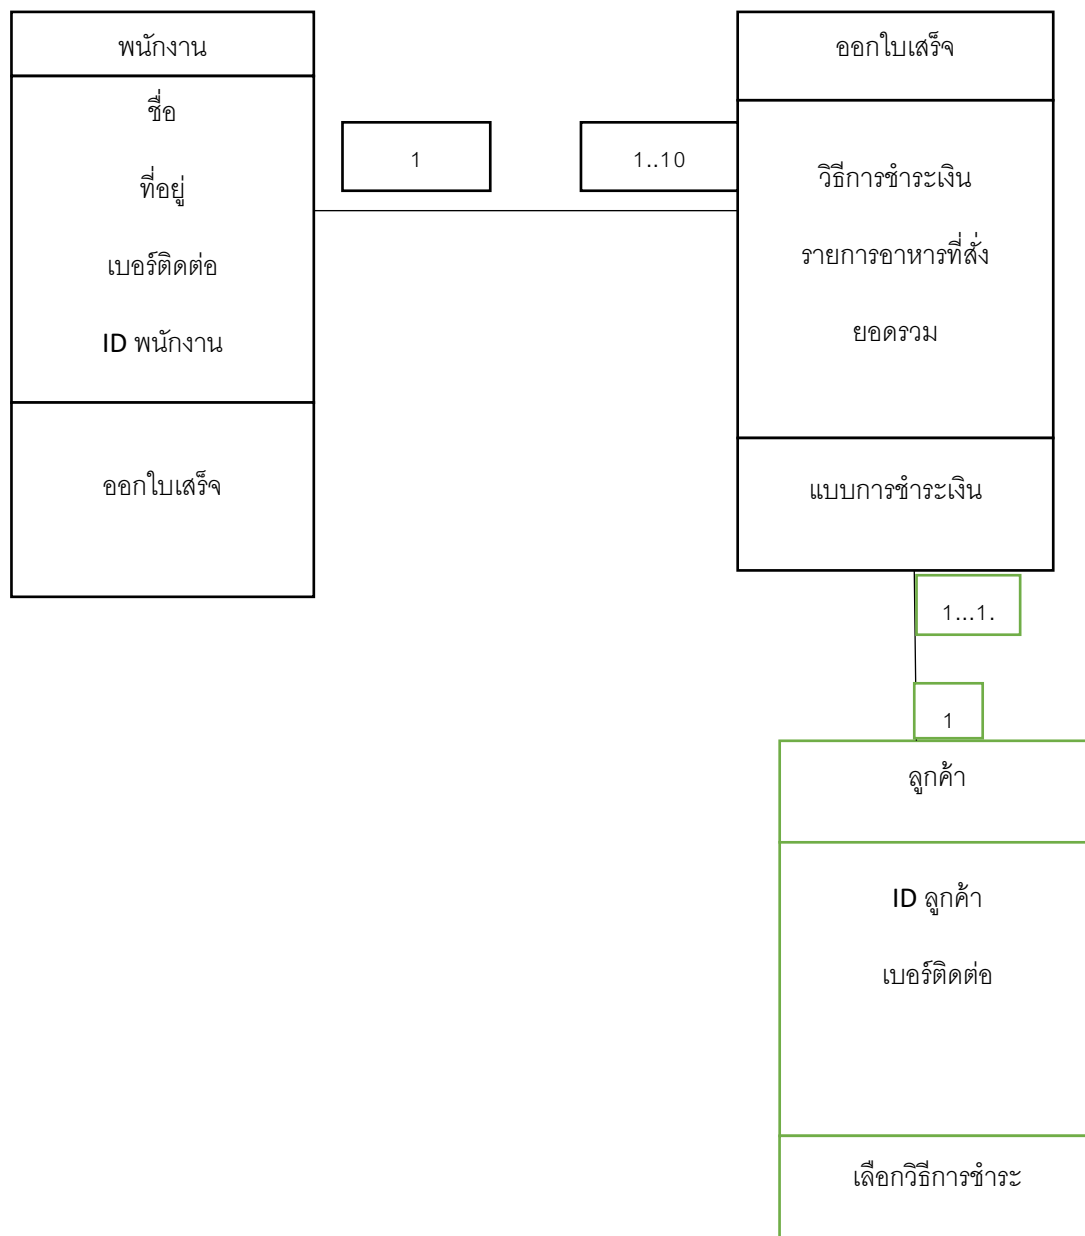 พนักงาน
ชื่อ
ที่อยู่
เบอร์ติดต่อ
ID พนักงาน
ออกใบเสร็จ
1
1..10
ออกใบเสร็จ
วิธีการชำระเงิน
รายการอาหารที่สั่ง
ยอดรวม
แบบการชำระเงิน
1...1.
1
ลูกค้า
ID ลูกค้า
เบอร์ติดต่อ
เลือกวิธีการชำระ